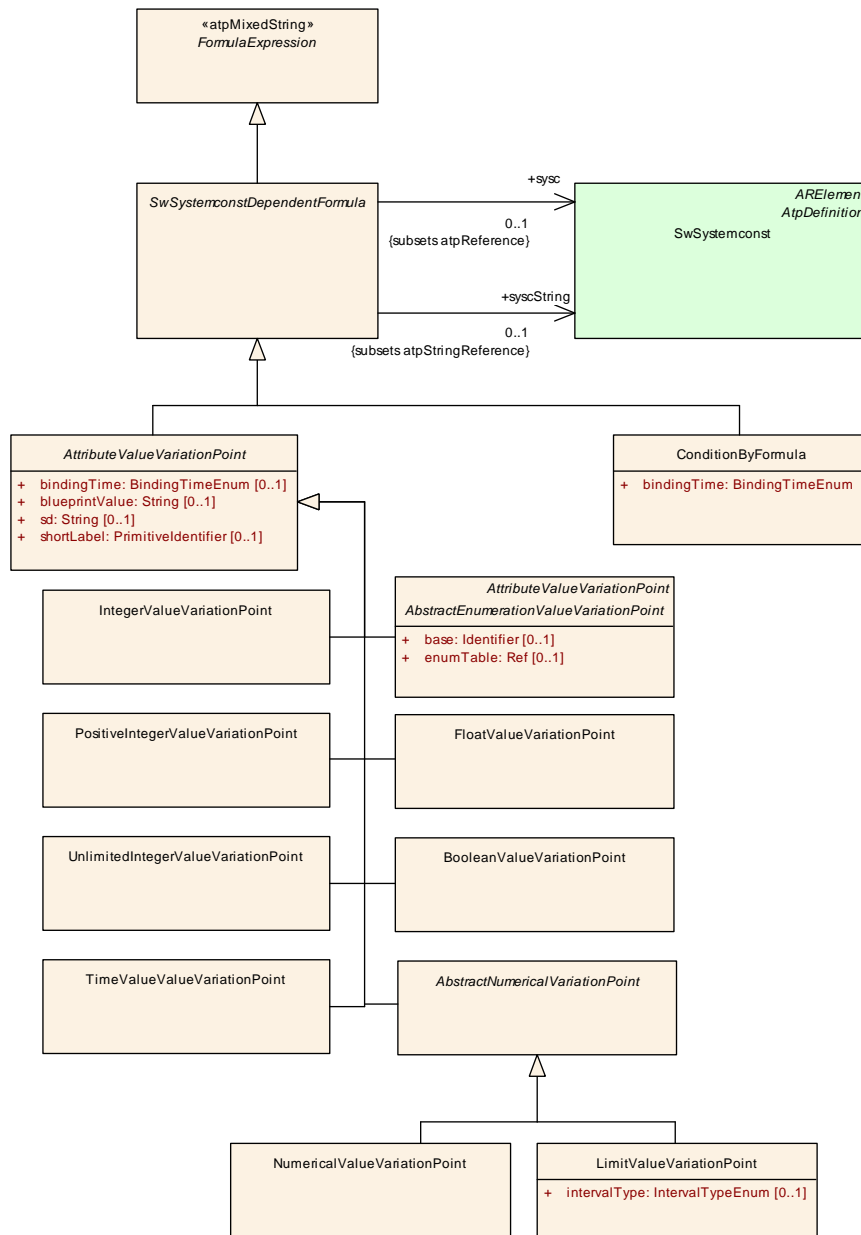 «atpMixedString»
FormulaExpression
SwSystemconstDependentFormula
+sysc
0..1
{subsets atpReference}
+syscString
0..1
{subsets atpStringReference}
ARElemen
AtpDefinition
SwSystemconst
AttributeValueVariationPoint
+ bindingTime: BindingTimeEnum [0..1]
+ blueprintValue: String [0..1]
+ sd: String [0..1]
+ shortLabel: PrimitiveIdentifier [0..1]
ConditionByFormula
+ bindingTime: BindingTimeEnum
IntegerValueVariationPoint
AttributeValueVariationPoint
AbstractEnumerationValueVariationPoint
+ base: Identifier [0..1]
+ enumTable: Ref [0..1]
PositiveIntegerValueVariationPoint
FloatValueVariationPoint
UnlimitedIntegerValueVariationPoint
BooleanValueVariationPoint
TimeValueValueVariationPoint
AbstractNumericalVariationPoint
NumericalValueVariationPoint
LimitValueVariationPoint
+ intervalType: IntervalTypeEnum [0..1]